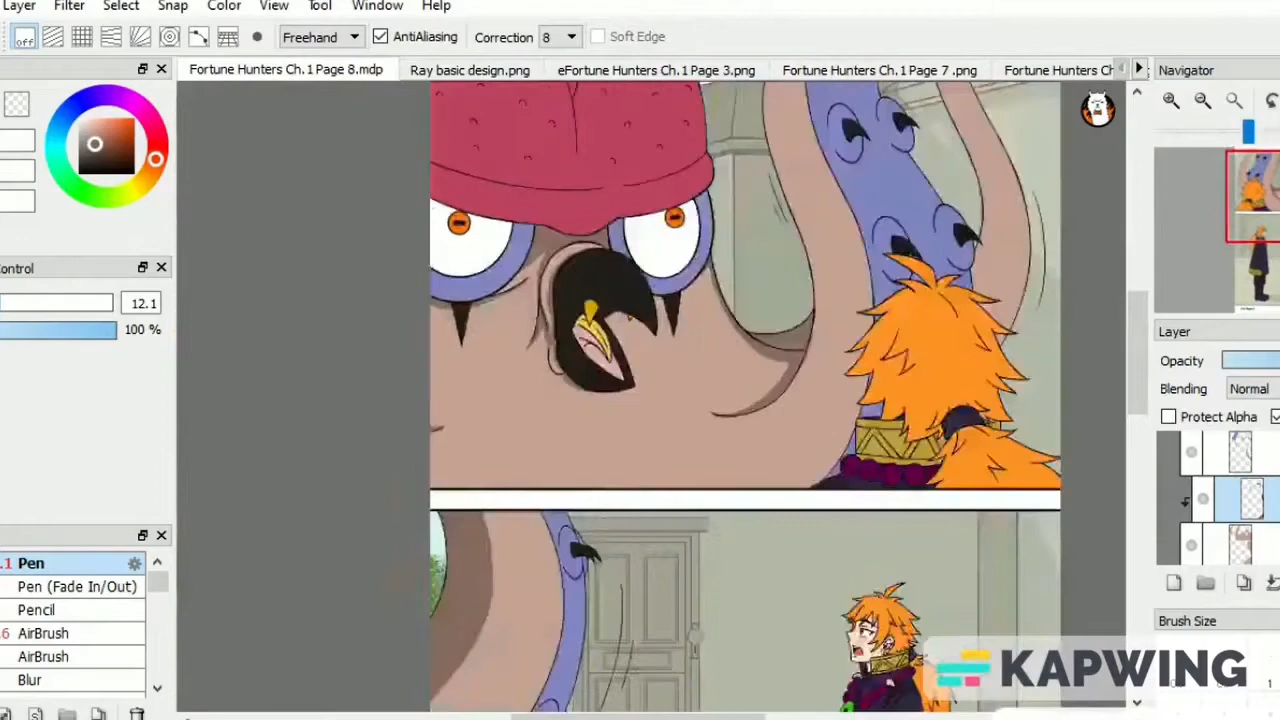 Layer Filter Select Snap Color View Tool Window Help
off Freehand AntiAliasing Correction 8 Soft Edge
Fortune Hunters Ch.1 Page 8.mdp Ray basic design.png eFortune Hunters Ch.1 Page 3.png Fortune Hunters Ch.1 Page 7 .png Fortune Hunters Ch
Navigator
Control
12.1
100 %
Layer
Opacity
Blending Normal
Protect Alpha
Pen
Pen (Fade In/Out)
Pencil
AirBrush
AirBrush
Blur
Brush Size
KAPWING